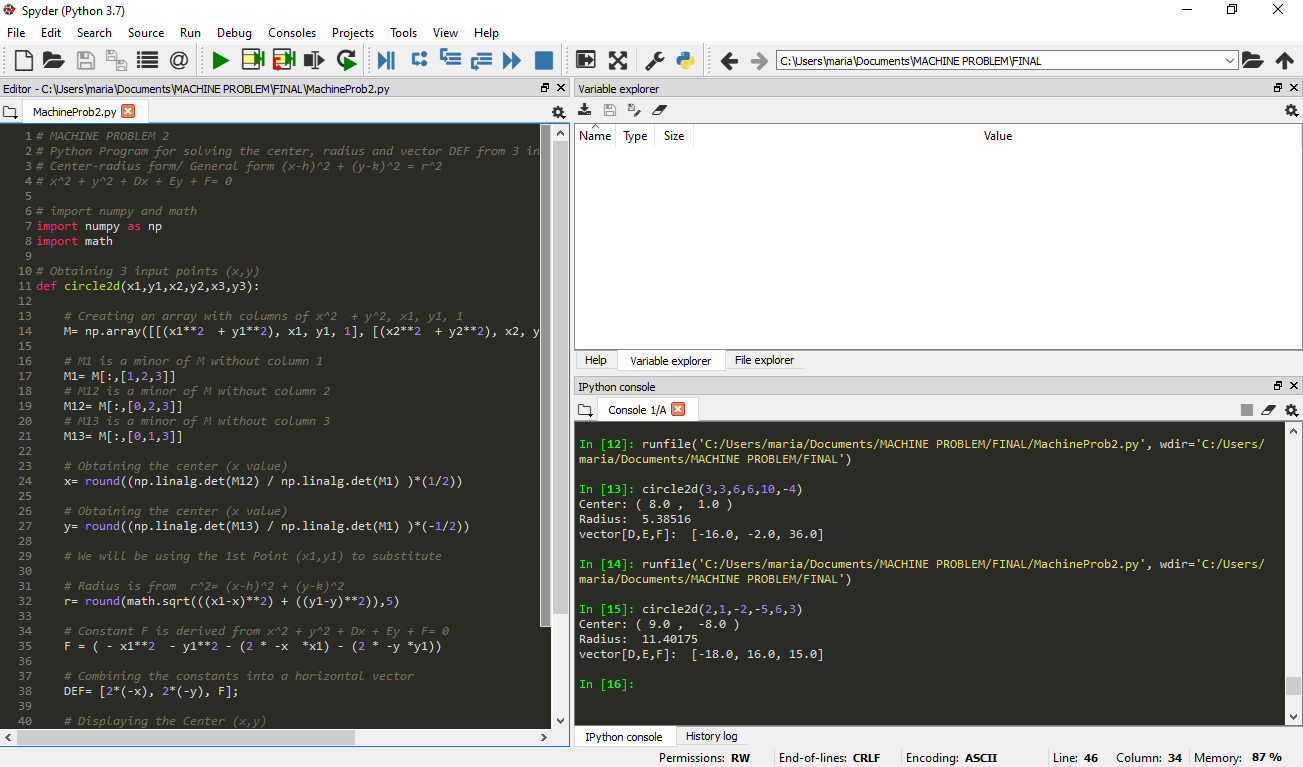 Spyder (Python 3.7)
File Edit Search Source Run Debug Consoles Projects Tools View Help
C:\Users\maria\Documents\MACHINE PROBLEM\FINAL
Editor - C:\Users\maria\Documents\MACHINE PROBLEM\FINAL\MachineProb2.py
MachineProb2.py
1 # MACHINE PROBLEM 2
2 # Python Program for solving the center, radius and vector DEF from 3 in
3 # Center-radius form/ General form (x-h)^2 + (y-k)^2 = r^2
4 # x^2 + y^2 + Dx + Ey + F= 0
5
6 # import numpy and math
7 import numpy as np
8 import math
9
10 # Obtaining 3 input points (x,y)
11 def circle2d(x1,y1,x2,y2,x3,y3):
12
13 # Creating an array with columns of x^2  + y^2, x1, y1, 1
14 M= np.array([[(x1**2  + y1**2), x1, y1, 1], [(x2**2  + y2**2), x2, y
15
16 # M1 is a minor of M without column 1
17 M1= M[:,[1,2,3]]
18 # M12 is a minor of M without column 2
19 M12= M[:,[0,2,3]]
20 # M13 is a minor of M without column 3
21 M13= M[:,[0,1,3]]
22
23 # Obtaining the center (x value)
24 x= round((np.linalg.det(M12) / np.linalg.det(M1) )*(1/2))
25
26 # Obtaining the center (x value)
27 y= round((np.linalg.det(M13) / np.linalg.det(M1) )*(-1/2))
28
29 # We will be using the 1st Point (x1,y1) to substitute
30
31 # Radius is from  r^2= (x-h)^2 + (y-k)^2
32 r= round(math.sqrt(((x1-x)**2) + ((y1-y)**2)),5)
33
34 # Constant F is derived from x^2 + y^2 + Dx + Ey + F= 0
35 F = ( - x1**2  - y1**2 - (2 * -x  *x1) - (2 * -y *y1))
36
37 # Combining the constants into a horizontal vector
38 DEF= [2*(-x), 2*(-y), F];
39
40 # Displaying the Center (x,y)
Variable explorer
Name Type Size Value
Help Variable explorer File explorer
IPython console
Console 1/A
In [12]: runfile('C:/Users/maria/Documents/MACHINE PROBLEM/FINAL/MachineProb2.py', wdir='C:/Users/
maria/Documents/MACHINE PROBLEM/FINAL')
In [13]: circle2d(3,3,6,6,10,-4)
Center: ( 8.0 ,  1.0 )
Radius:  5.38516
vector[D,E,F]:  [-16.0, -2.0, 36.0]
In [14]: runfile('C:/Users/maria/Documents/MACHINE PROBLEM/FINAL/MachineProb2.py', wdir='C:/Users/
maria/Documents/MACHINE PROBLEM/FINAL')
In [15]: circle2d(2,1,-2,-5,6,3)
Center: ( 9.0 ,  -8.0 )
Radius:  11.40175
vector[D,E,F]:  [-18.0, 16.0, 15.0]
In [16]:
IPython console History log
Permissions: RW End-of-lines: CRLF Encoding: ASCII Line: 46 Column: 34 Memory: 87 %